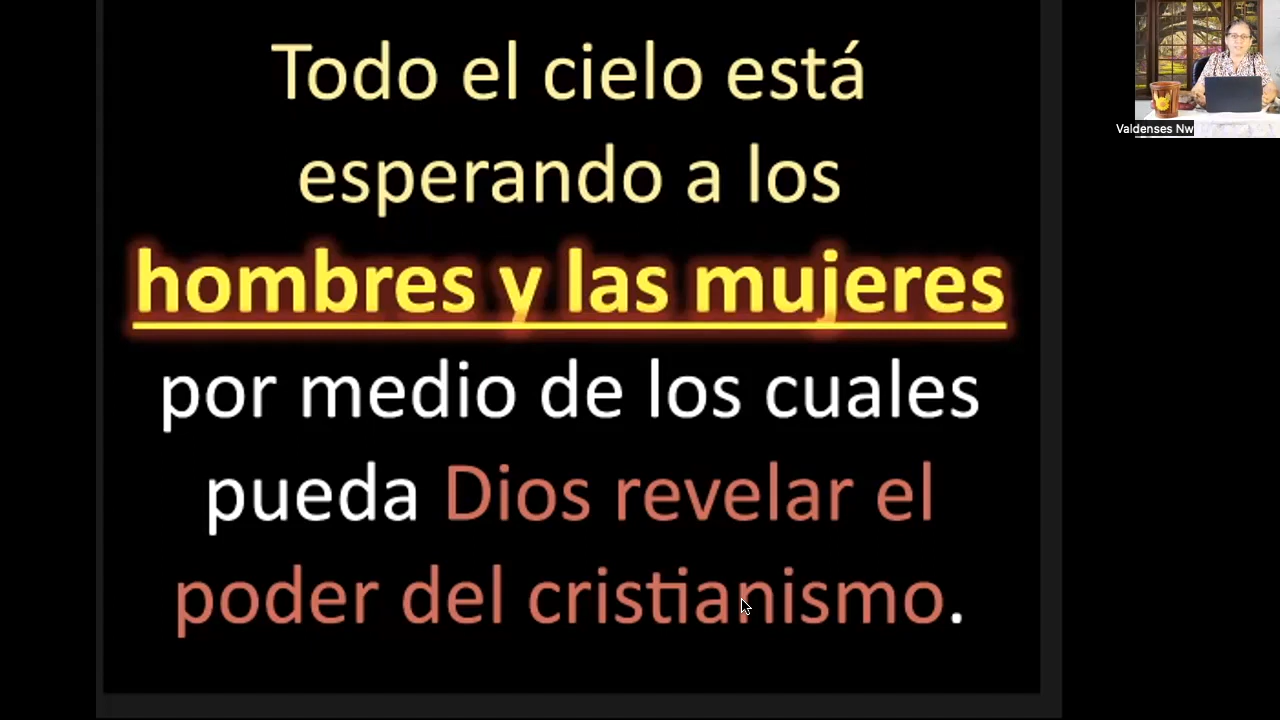 Todo el cielo está
esperando a los
hombres y las mujeres
por medio de los cuales
pueda Dios revelar el
poder del cristianismo.
Valdenses Nw